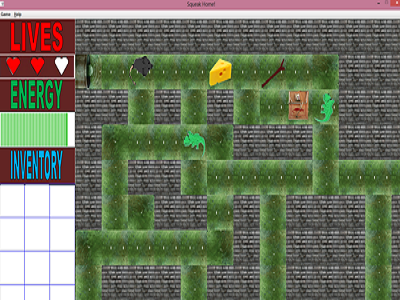 Squeak Home!
Game Help
LIVES
ENERGY
INVENTORY